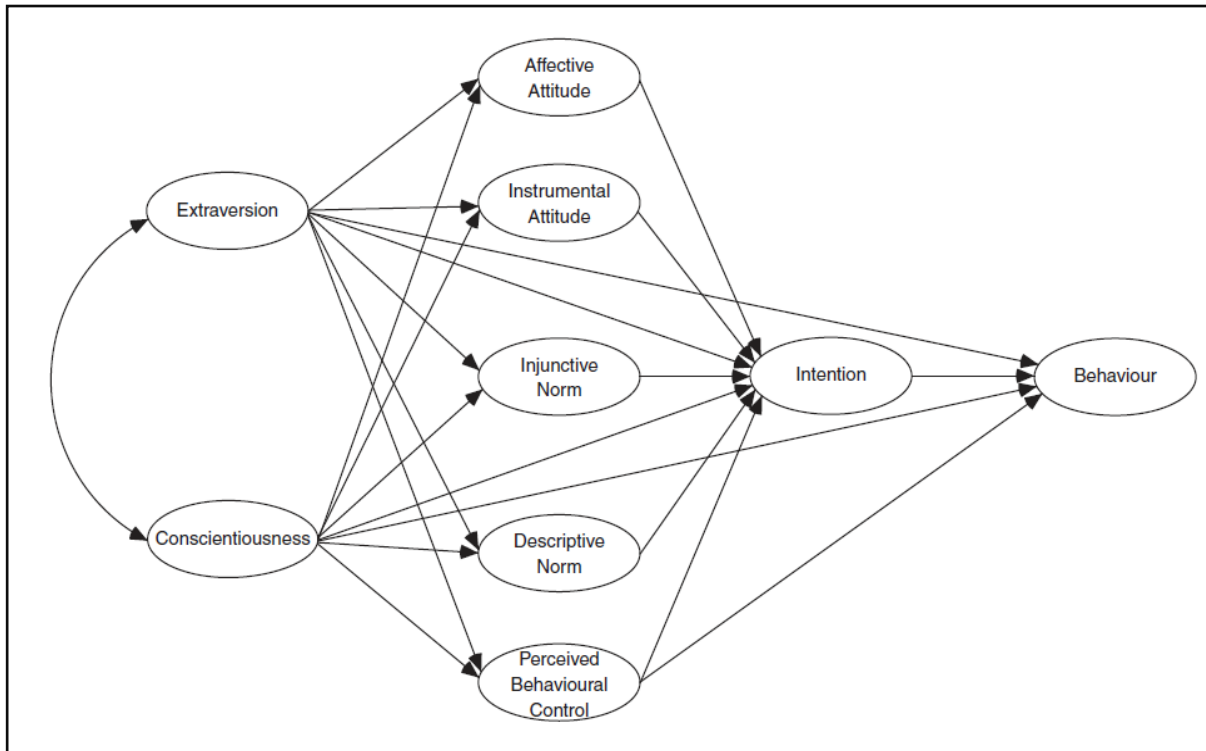 Affective
Attitude
Extraversion
Instrumental
Attitude
Injunctive
Norm
Intention
Behaviour
Conscientiousness
Descriptive
Norm
Perceived
Behavioural
Control